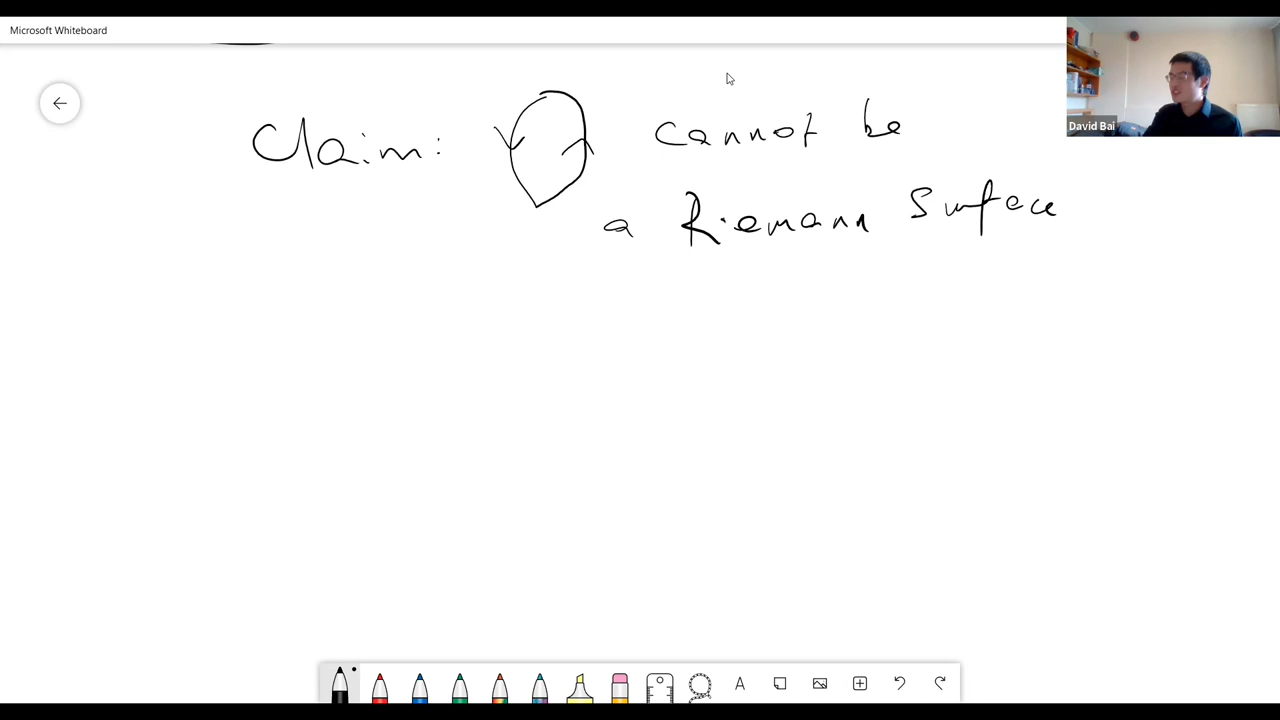 Microsoft Whiteboard
David Bai
Claim: cannot be
a Riemann Surface
A